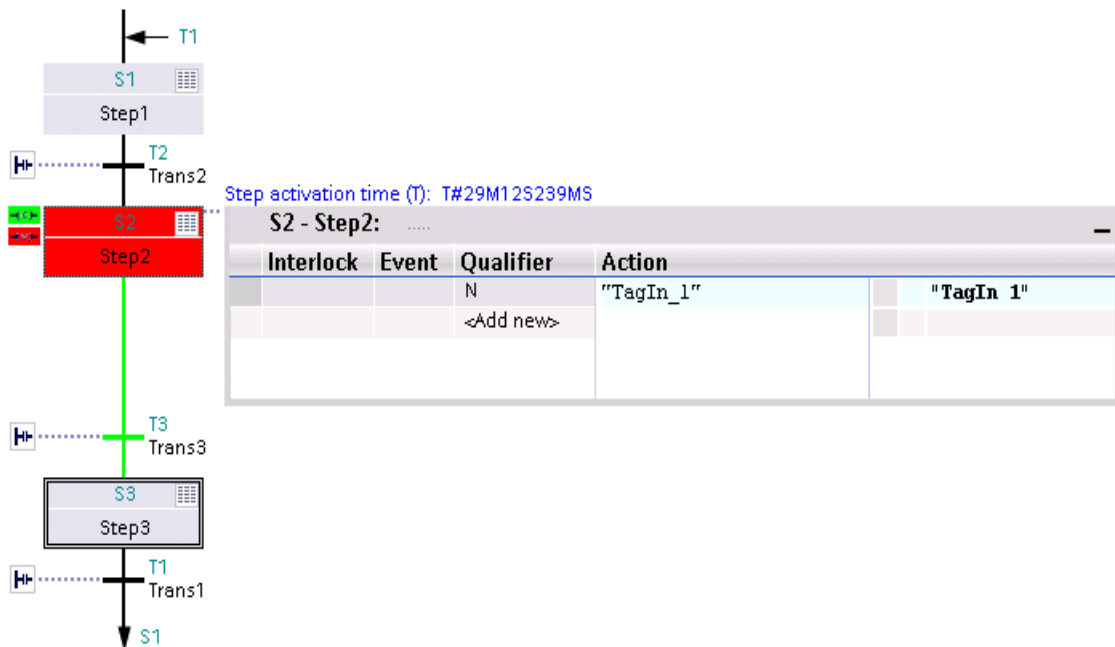 T1
S1
Step1
T2
Trans2
Step activation time (T): T#29M12S239MS
S2
Step2
S2 - Step2: .....
Interlock Event Qualifier Action
N "TagIn_1" "TagIn 1"
<Add new>
T3
Trans3
S3
Step3
T1
Trans1
S1